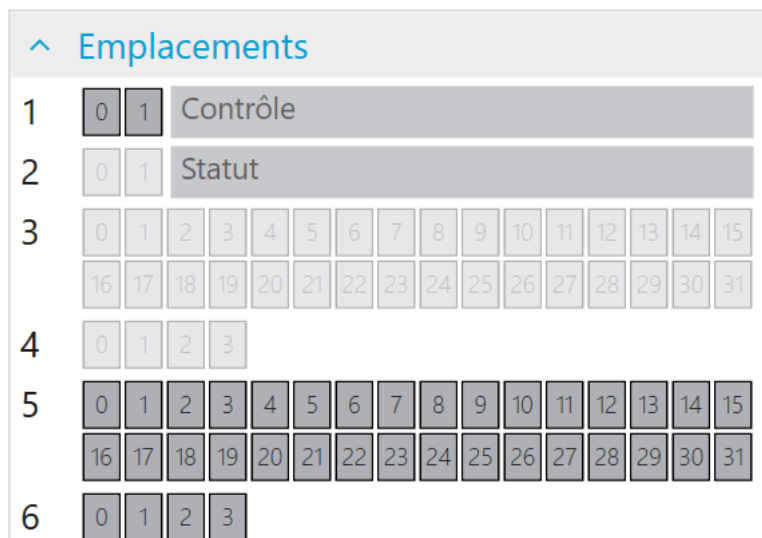 Emplacements
1 0 1 Contrôle
2 0 1 Statut
3 0 1 2 3 4 5 6 7 8 9 10 11 12 13 14 15
16 17 18 19 20 21 22 23 24 25 26 27 28 29 30 31
4 0 1 2 3
5 0 1 2 3 4 5 6 7 8 9 10 11 12 13 14 15
16 17 18 19 20 21 22 23 24 25 26 27 28 29 30 31
6 0 1 2 3